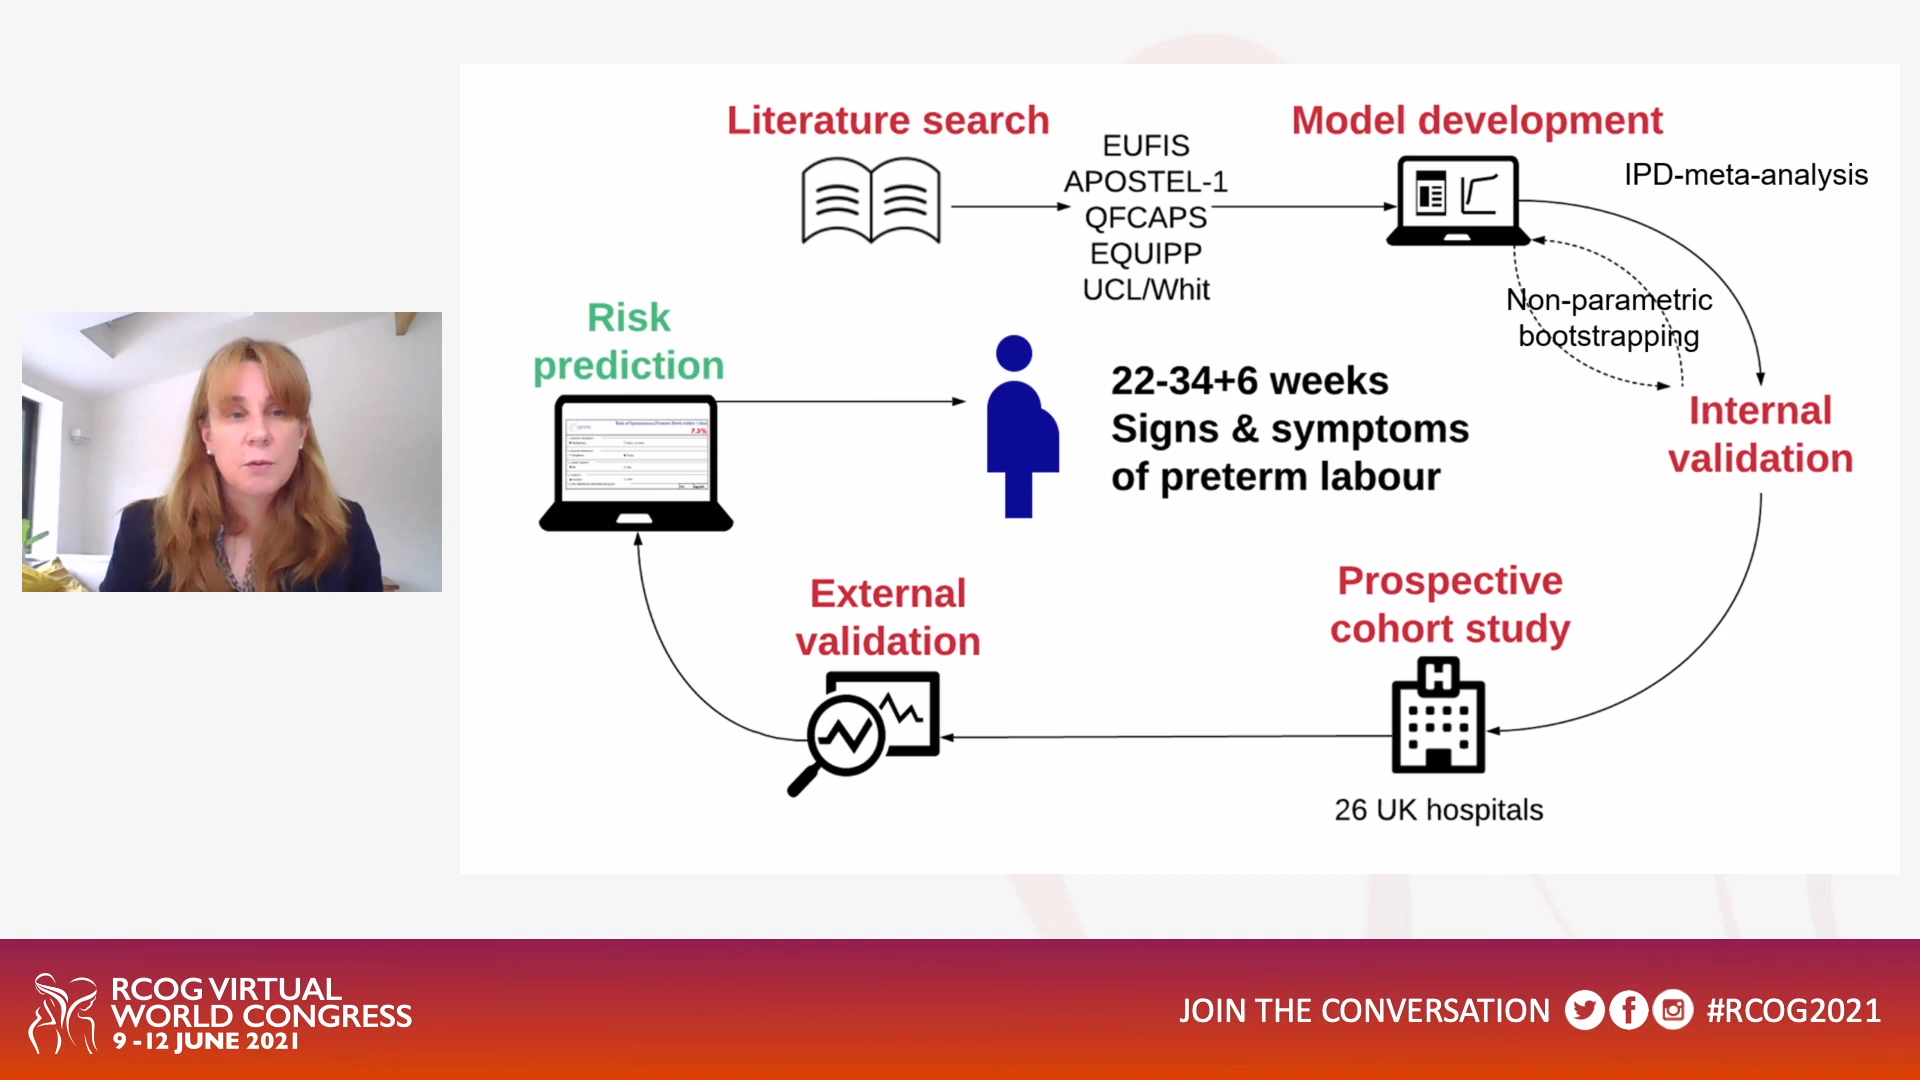 Literature search
EUFIS
APOSTEL-1
QFCAPS
EQUIPP
UCL/Whit
Model development
IPD-meta-analysis
Non-parametric
bootstrapping
Risk
prediction
7.3%
22-34+6 weeks
Signs & symptoms
of preterm labour
Internal
validation
External
validation
Prospective
cohort study
H
26 UK hospitals
RCOG VIRTUAL
WORLD CONGRESS
9 -12 JUNE 2021
JOIN THE CONVERSATION
#RCOG2021